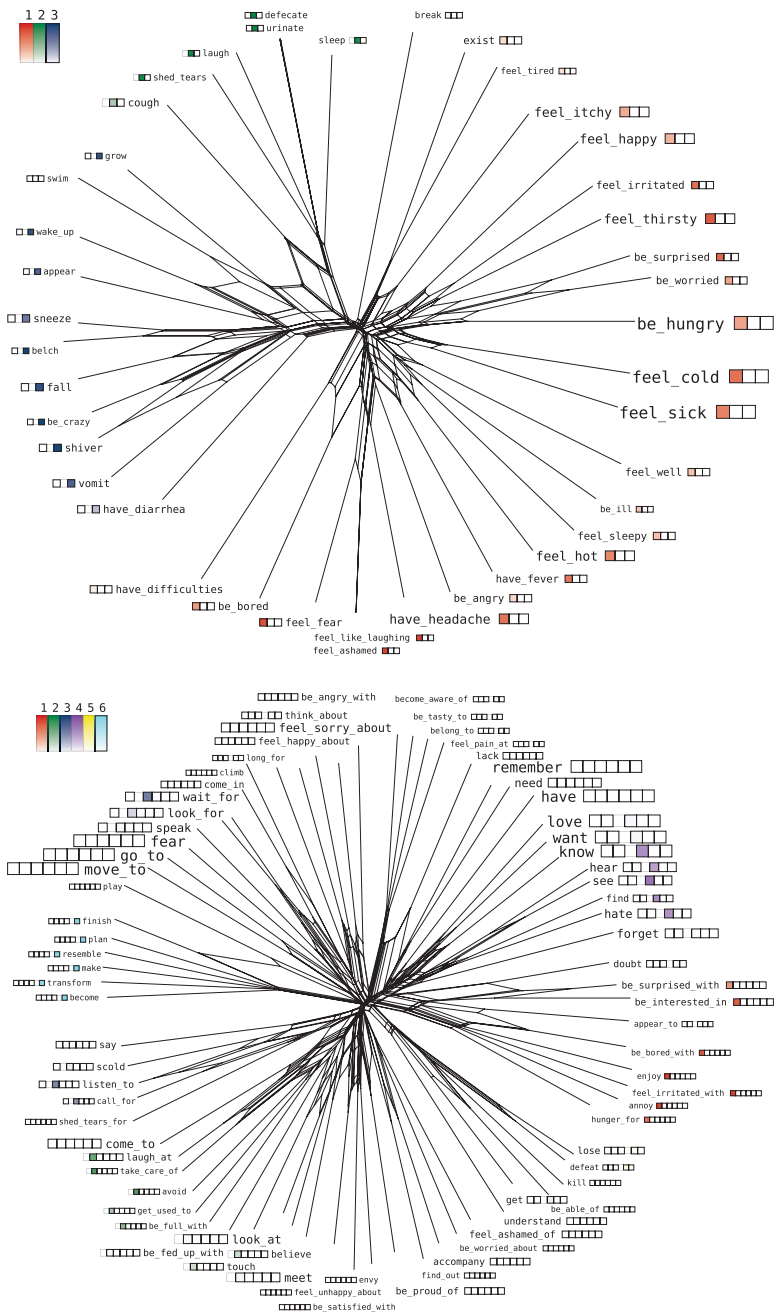 1 2 3
defecate
urinate
break
sleep
exist
laugh
feel_tired
shed_tears
cough
feel_itchy
feel_happy
grow
swim
feel_irritated
feel_thirsty
wake_up
be_surprised
appear
be_worried
sneeze
be_hungry
belch
feel_cold
fall
feel_sick
be_crazy
shiver
feel_well
vomit
have_diarrhea
be_ill
feel_sleepy
feel_hot
have_fever
have_difficulties
be_angry
be_bored
have_headache
feel_fear
feel_like_laughing
feel_ashamed
be_angry_with
become_aware_of
1 2 3 4 5 6
think_about
be_tasty_to
feel_sorry_about
belong_to
feel_happy_about
feel_pain_at
long_for
lack
remember
climb
come_in
need
wait_for
have
look_for
love
speak
want
fear
know
go_to
hear
move_to
see
play
find
hate
finish
forget
plan
resemble
doubt
make
transform
be_surprised_with
become
be_interested_in
appear_to
say
be_bored_with
scold
enjoy
listen_to
feel_irritated_with
call_for
annoy
shed_tears_for
hunger_for
come_to
lose
laugh_at
defeat
take_care_of
kill
avoid
get
get_used_to
be_able_of
understand
be_full_with
feel_ashamed_of
look_at
be_worried_about
be_fed_up_with
believe
accompany
touch
find_out
meet
envy
be_proud_of
feel_unhappy_about
be_satisfied_with